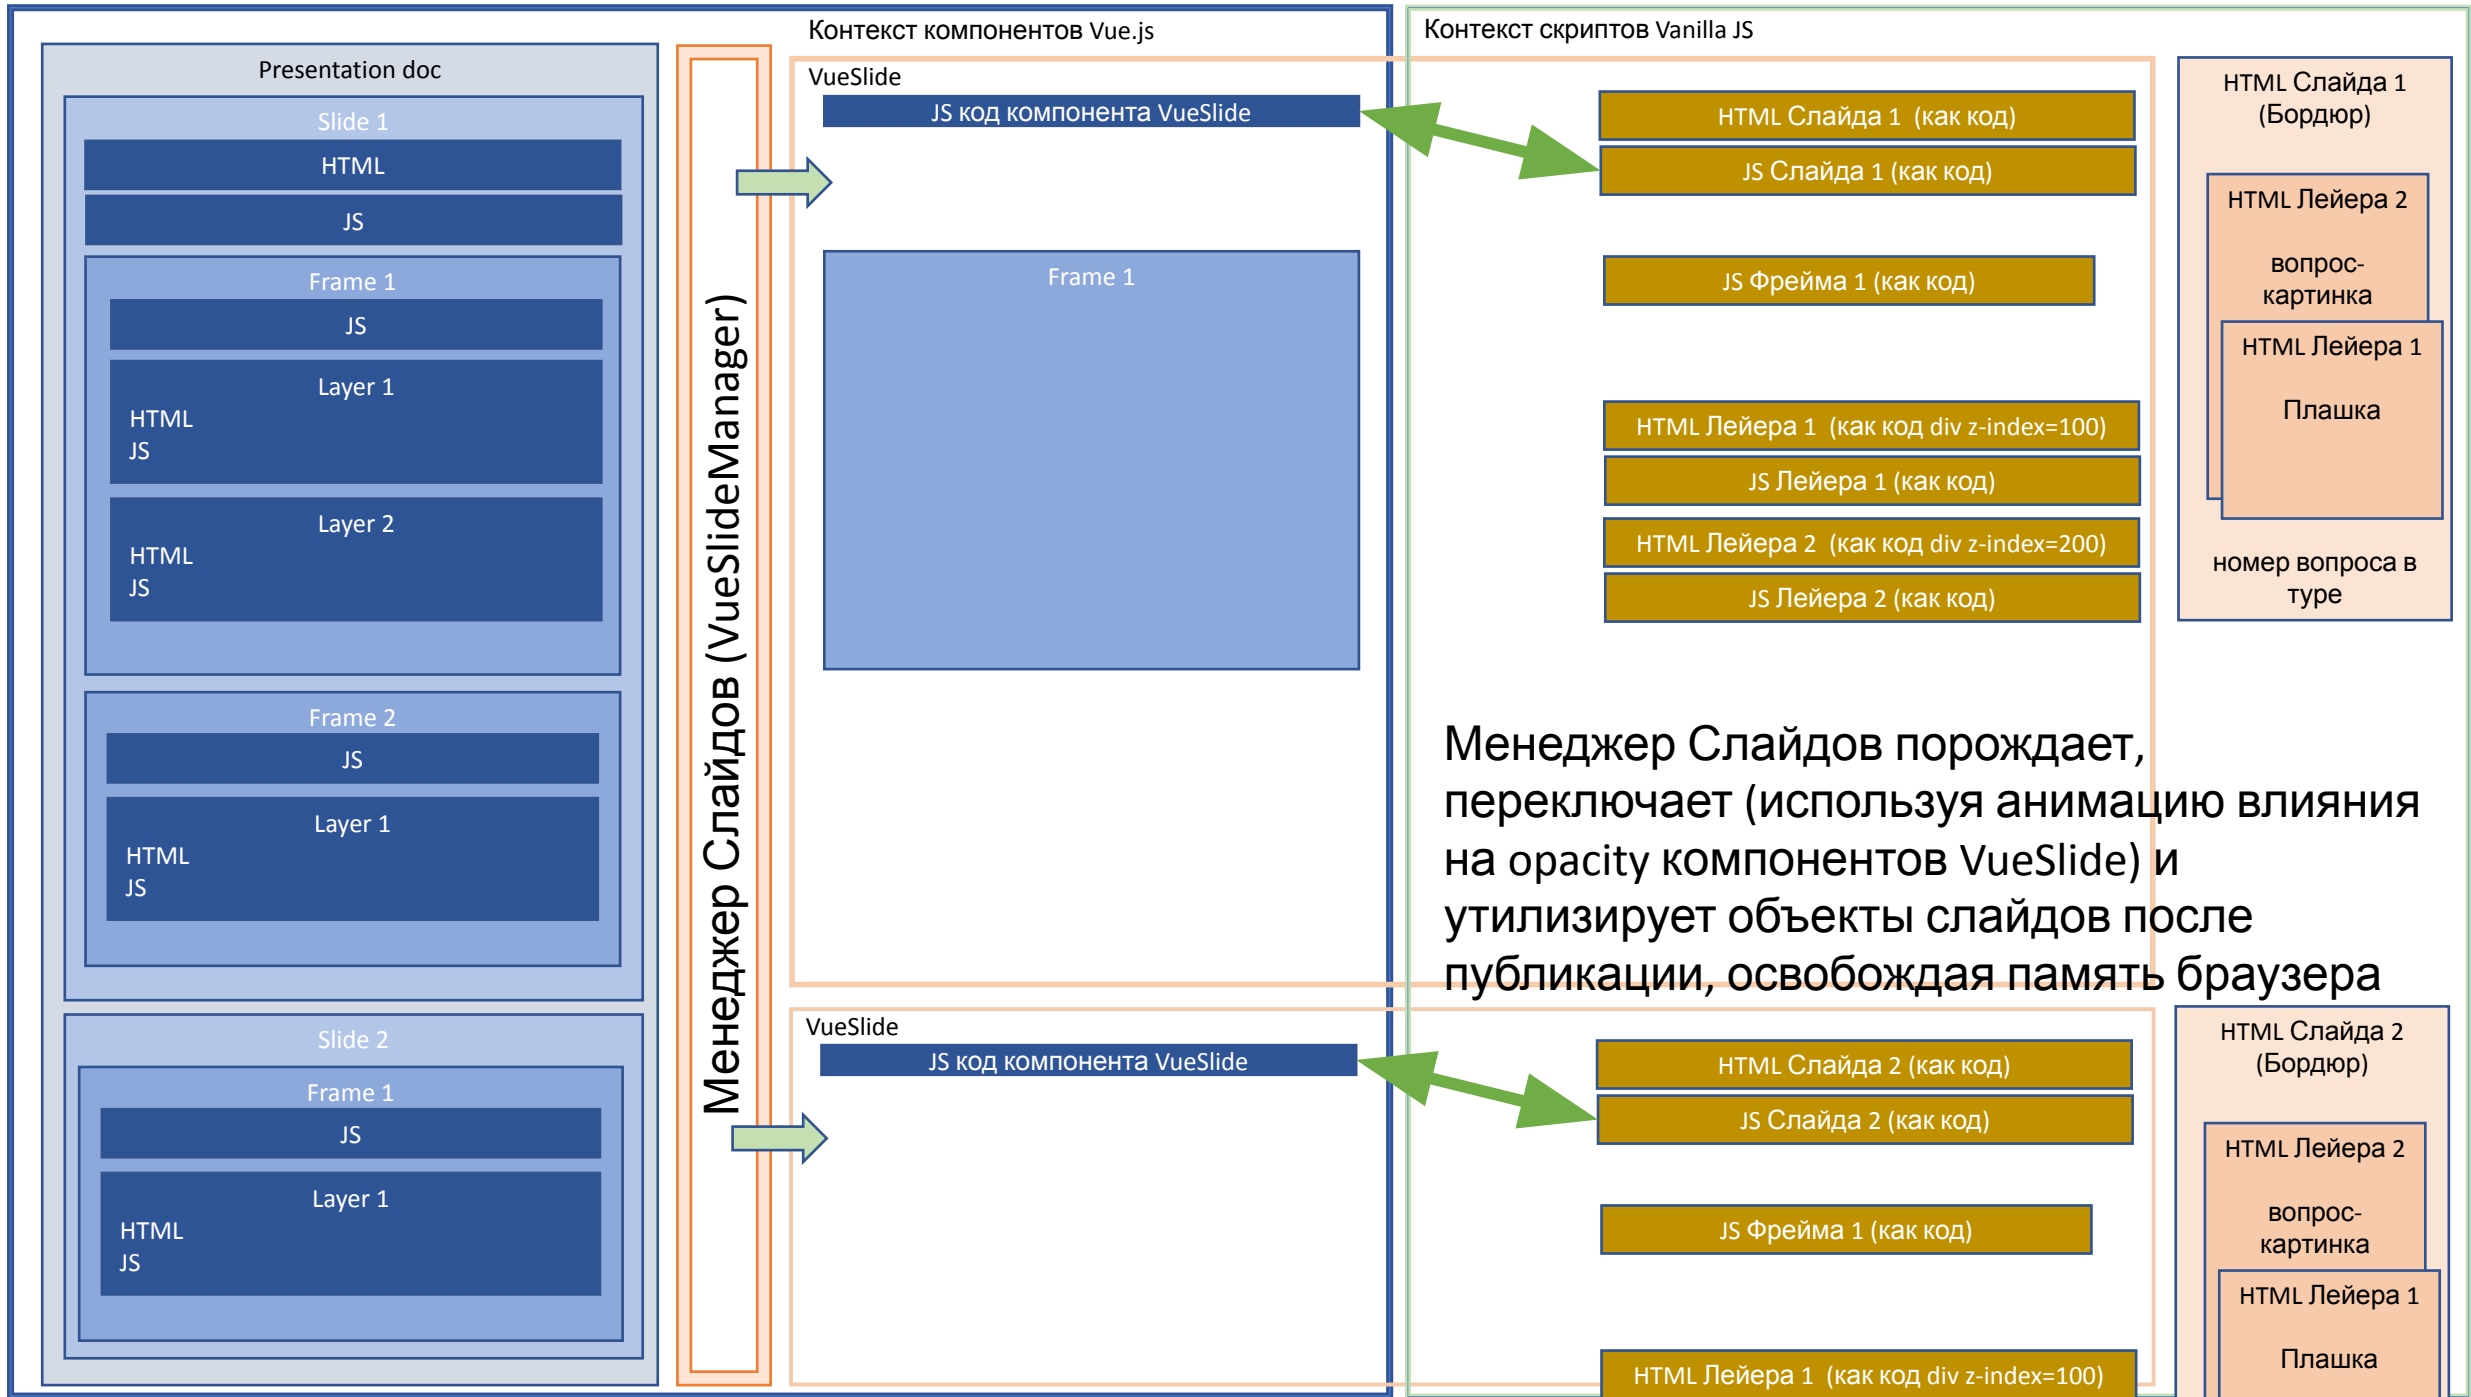 Контекст компонентов Vue.js
Контекст скриптов Vanilla JS
Presentation doc
Slide 1
HTML
JS
Frame 1
JS
Layer 1
HTML
JS
Layer 2
HTML
JS
Frame 2
JS
Layer 1
HTML
JS
Slide 2
Frame 1
JS
Layer 1
HTML
JS
Менеджер Слайдов (VueSlideManager)
VueSlide
JS код компонента VueSlide
Frame 1
HTML Слайда 1 (как код)
JS Слайда 1 (как код)
JS Фрейма 1 (как код)
HTML Лейера 1 (как код div z-index=100)
JS Лейера 1 (как код)
HTML Лейера 2 (как код div z-index=200)
JS Лейера 2 (как код)
HTML Слайда 1
(Бордюр)
HTML Лейера 2
вопрос-
картинка
HTML Лейера 1
Плашка
номер вопроса в
туре
Менеджер Слайдов порождает,
переключает (используя анимацию влияния
на opacity компонентов VueSlide) и
утилизирует объекты слайдов после
публикации, освобождая память браузера
VueSlide
JS код компонента VueSlide
HTML Слайда 2 (как код)
JS Слайда 2 (как код)
JS Фрейма 1 (как код)
HTML Лейера 1 (как код div z-index=100)
HTML Слайда 2
(Бордюр)
HTML Лейера 2
вопрос-
картинка
HTML Лейера 1
Плашка